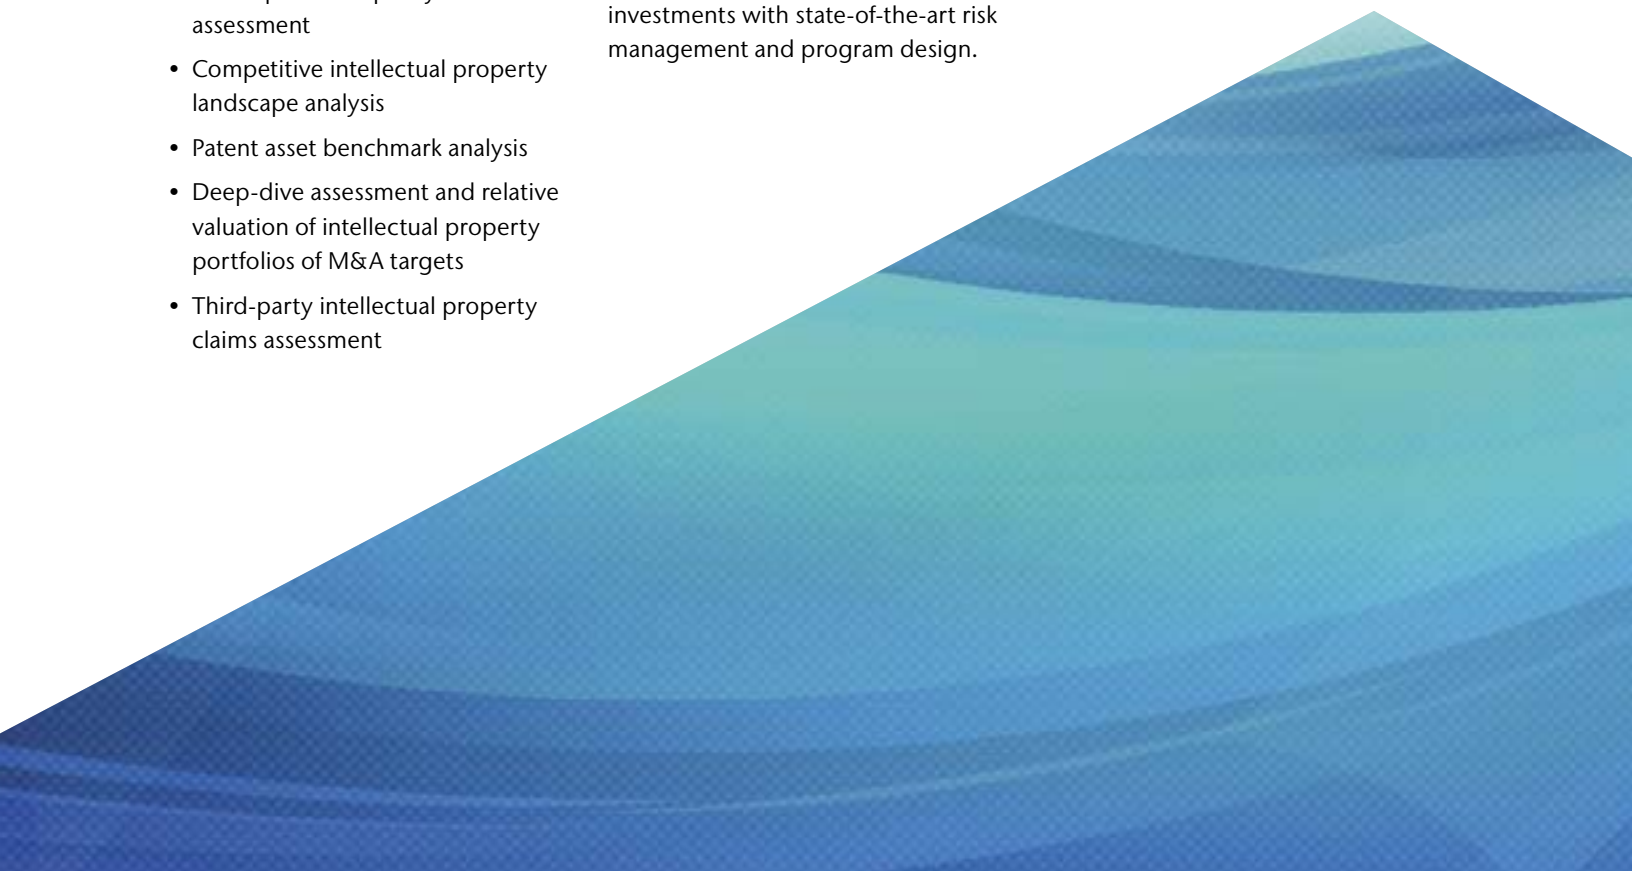 assessment
• Competitive intellectual property
landscape analysis
• Patent asset benchmark analysis
• Deep-dive assessment and relative
valuation of intellectual property
portfolios of M&A targets
• Third-party intellectual property
claims assessment
investments with state-of-the-art risk
management and program design.